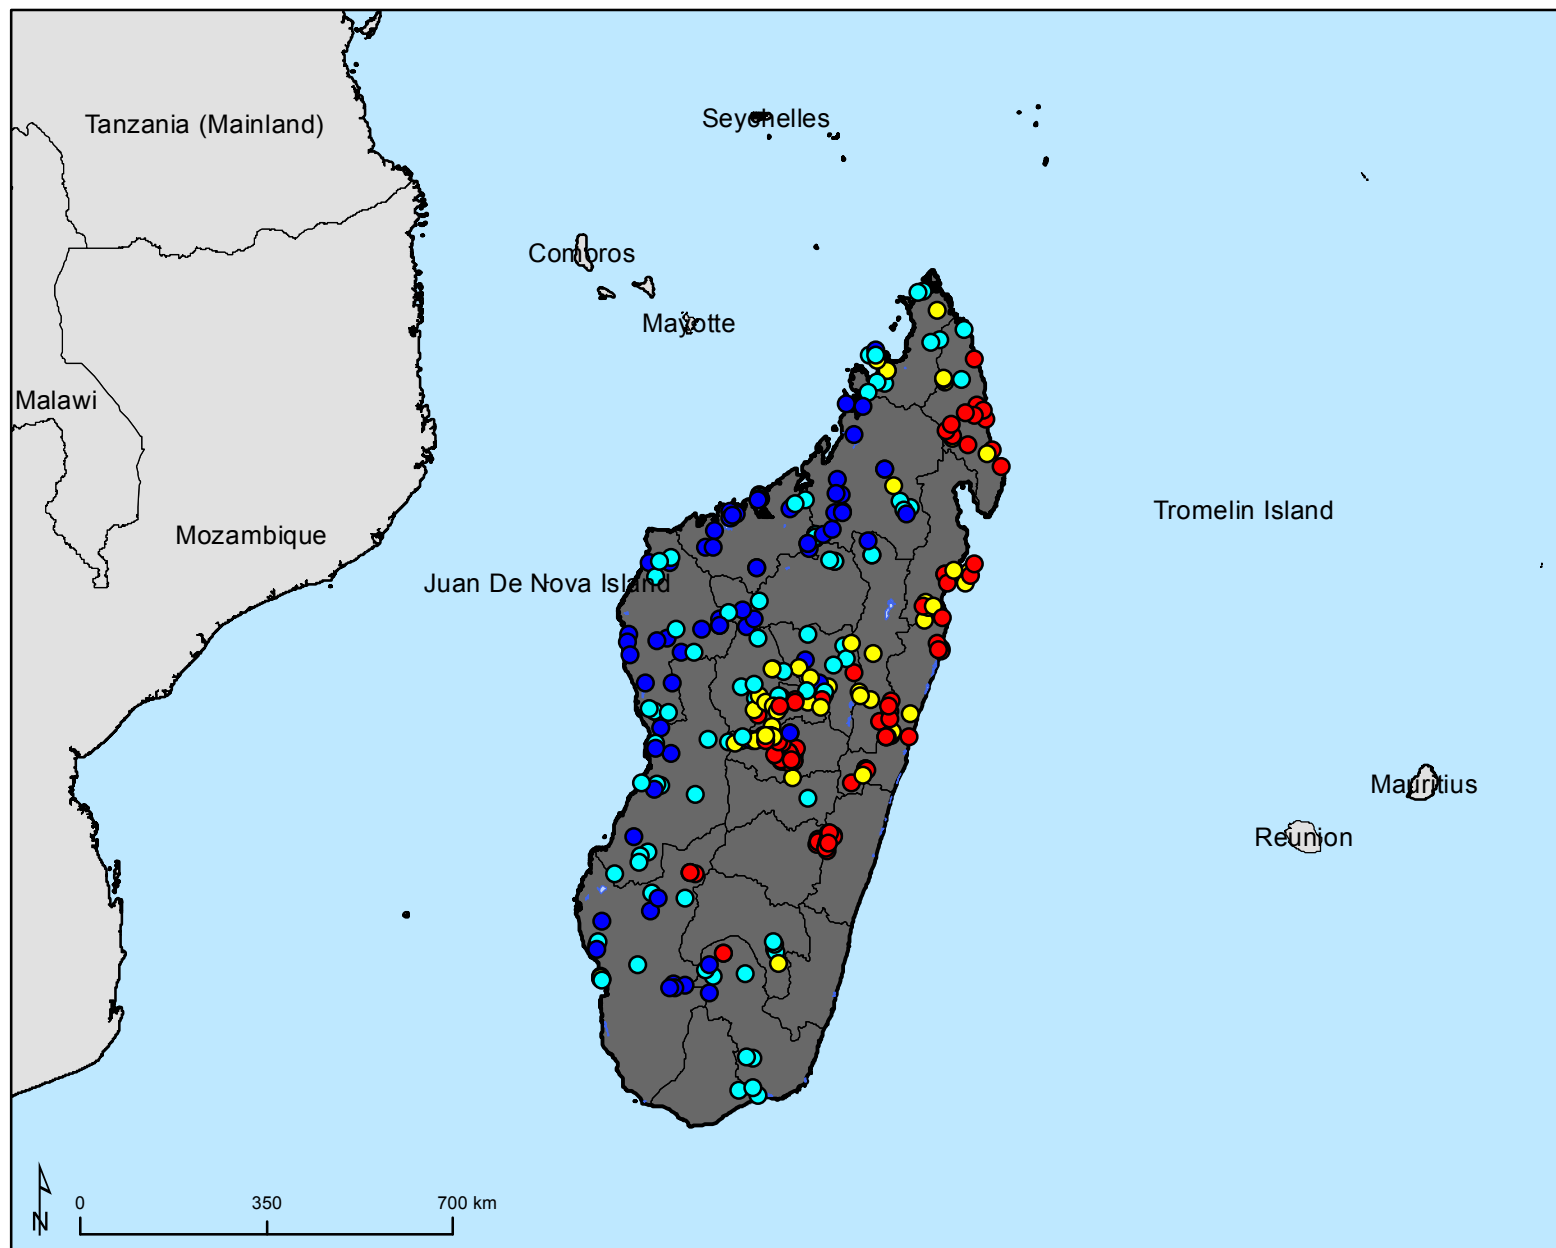 Seychelles
Tanzania (Mainland)
Comoros
Mayotte
Malawi
Tromelin Island
Mozambique
Juan De Nova Island
Mauritius
Reunion
N
0 350 700 km